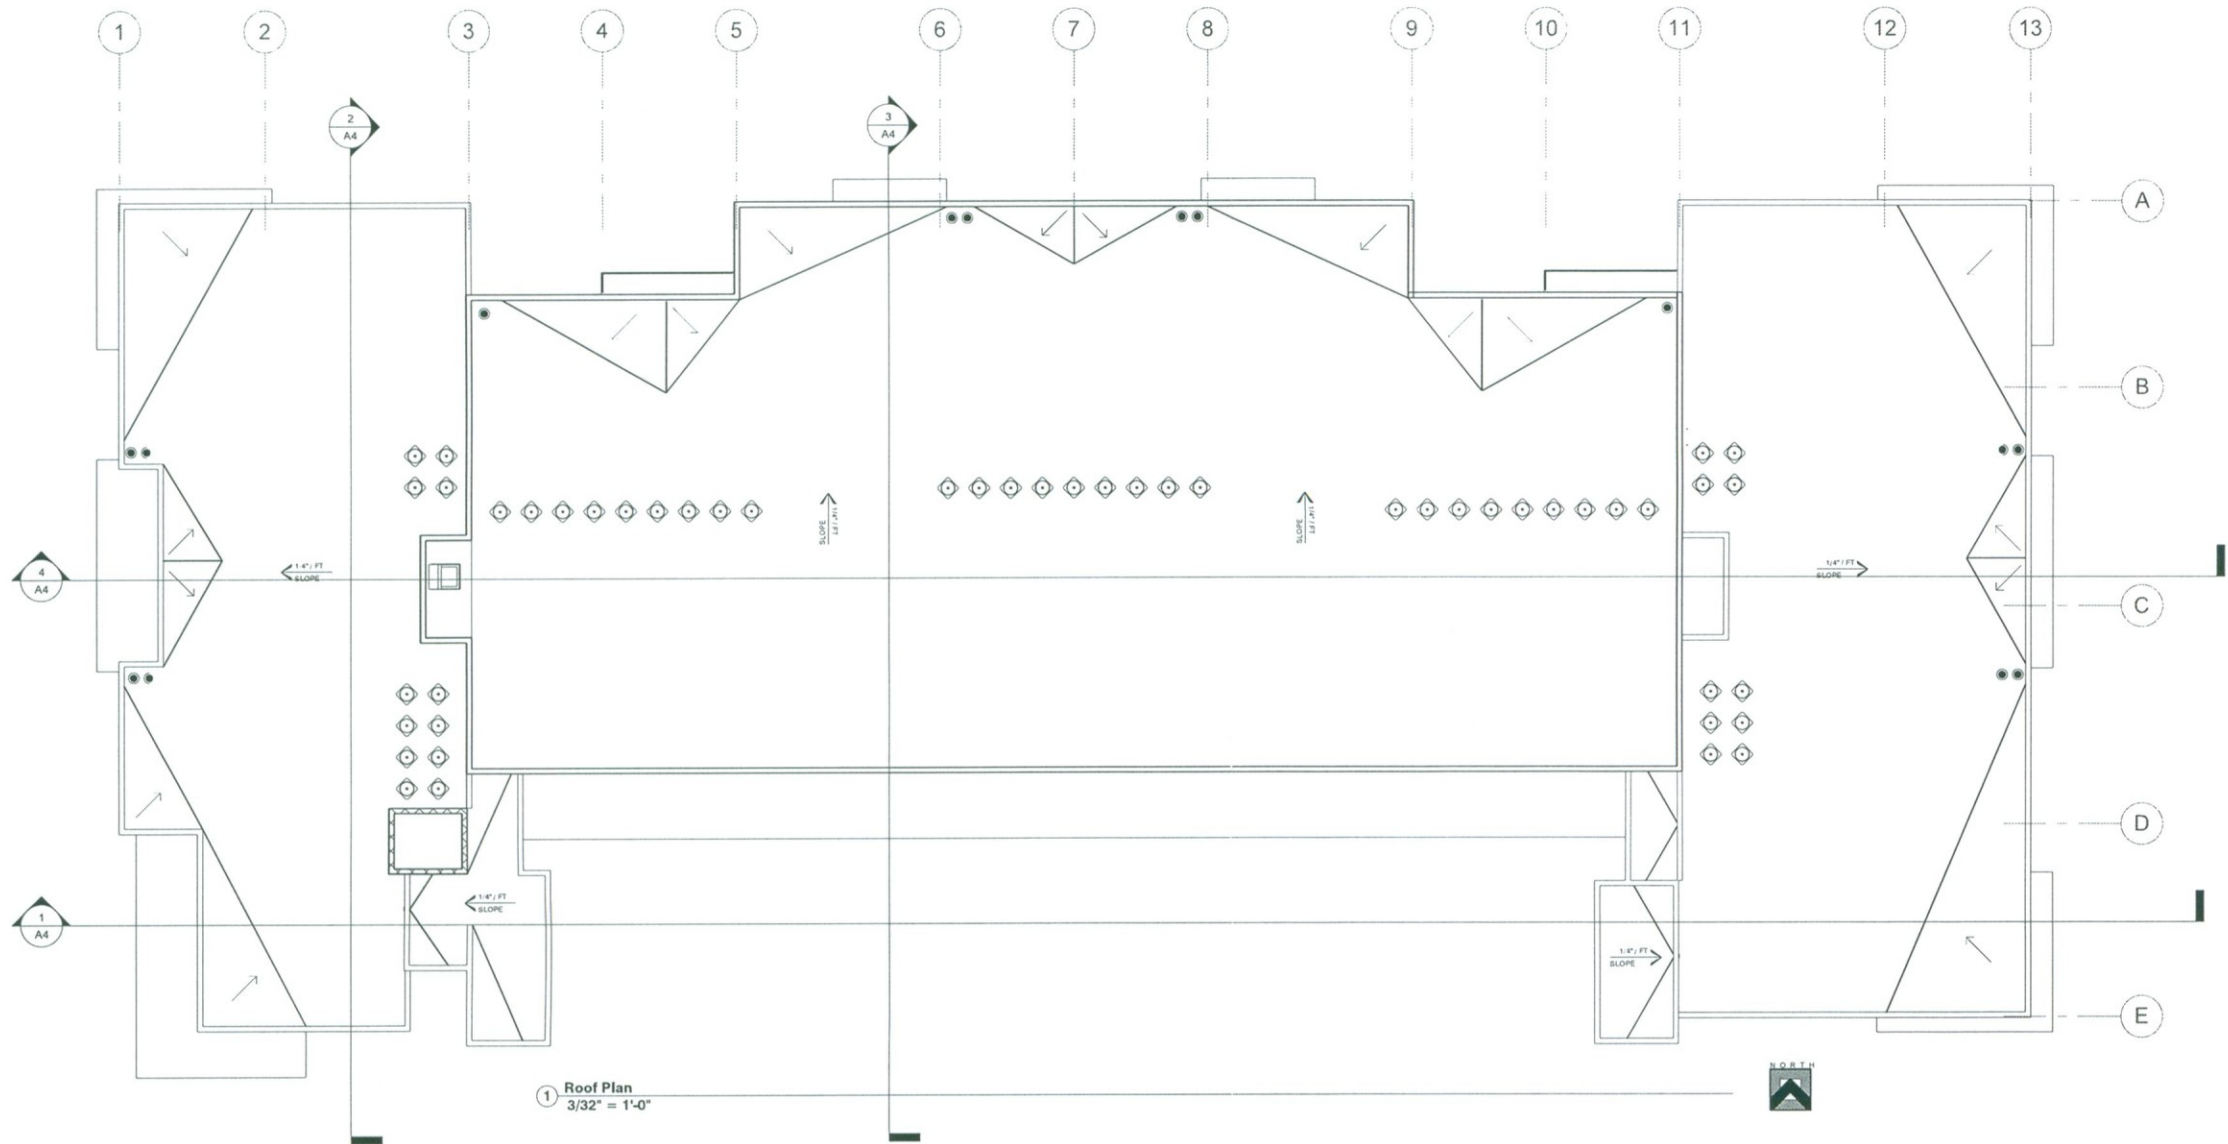 1 2 3 4 5 6 7 8 9 10 11 12 13
2
A4
3
A4
A
B
SLOPE
1/4" / FT
SLOPE
1/4" / FT
4
A4
1/4" / FT
SLOPE
1/4" / FT
SLOPE
C
D
1
A4
1/4" / FT
SLOPE
1/4" / FT
SLOPE
E
NORTH
1 Roof Plan
3/32" = 1'-0"